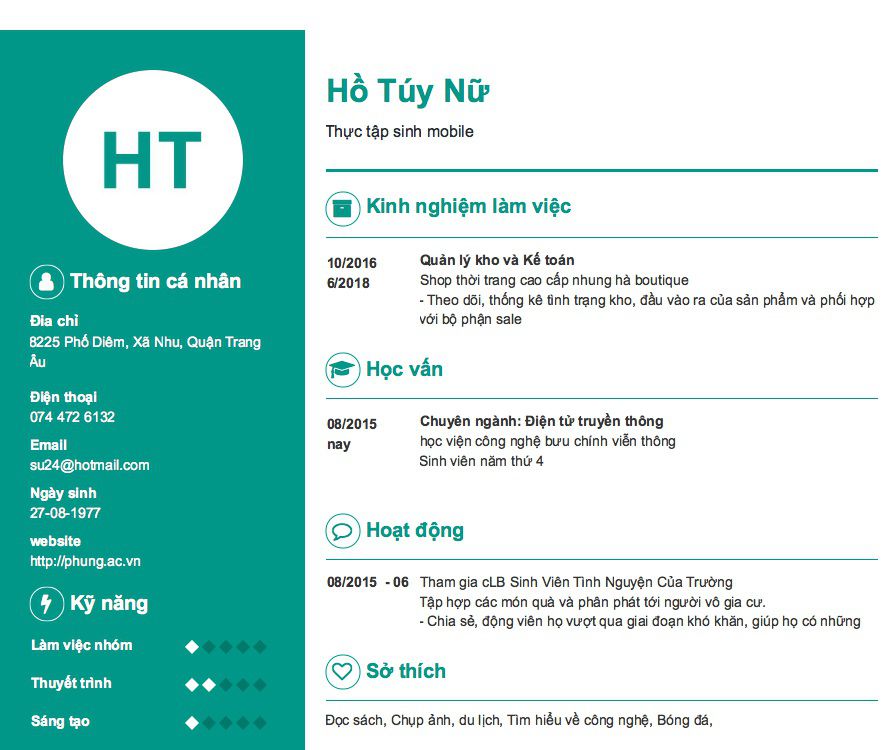 HT
Thông tin cá nhân
Đia chỉ
8225 Phố Diêm, Xã Nhu, Quận Trang
Âu
Điện thoại
074 472 6132
Email
su24@hotmail.com
Ngày sinh
27-08-1977
website
http://phung.ac.vn
Kỹ năng
Làm việc nhóm
Thuyết trình
Sáng tạo
Hồ Túy Nữ
Thực tập sinh mobile
Kinh nghiệm làm việc
10/2016 Quản lý kho và Kế toán
6/2018 Shop thời trang cao cấp nhung hà boutique
- Theo dõi, thống kê tình trạng kho, đầu vào ra của sản phẩm và phối hợp
với bộ phận sale
Học vấn
08/2015 Chuyên ngành: Điện tử truyền thông
nay học viện công nghệ bưu chính viễn thông
Sinh viên năm thứ 4
Hoạt động
08/2015 - 06 Tham gia cLB Sinh Viên Tình Nguyện Của Trường
Tập hợp các món quà và phân phát tới người vô gia cư.
- Chia sẻ, động viên họ vượt qua giai đoạn khó khăn, giúp họ có những
Sở thích
Đọc sách, Chụp ảnh, du lịch, Tìm hiểu về công nghệ, Bóng đá,